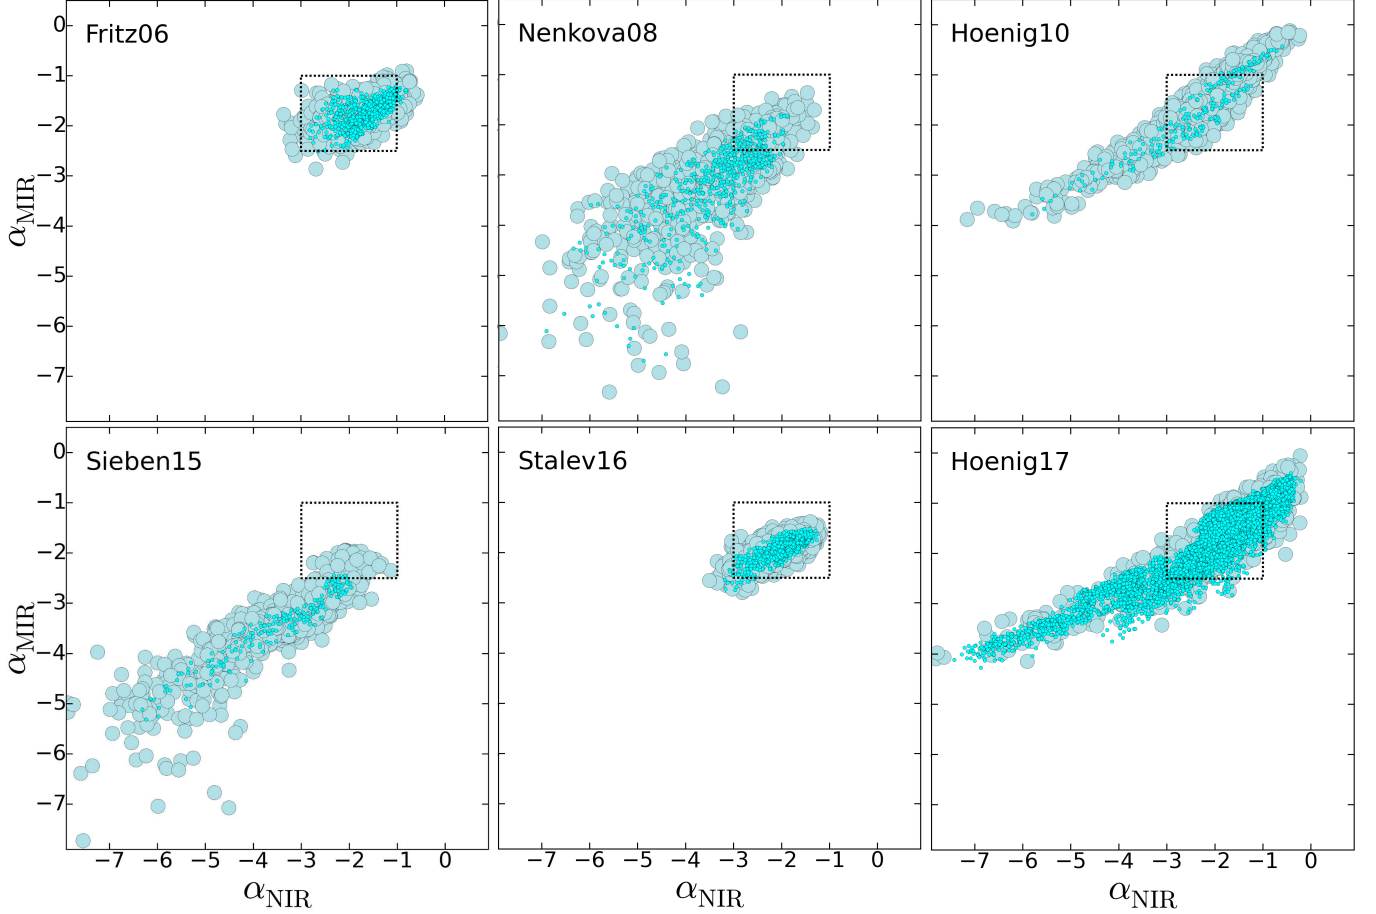 Fritz06
Nenkova08
Hoenig10
0
−1
−2
−3
−4
−5
−6
−7
α_MIR
Sieben15
Stalev16
Hoenig17
0
−1
−2
−3
−4
−5
−6
−7
α_MIR
−7 −6 −5 −4 −3 −2 −1 0
−7 −6 −5 −4 −3 −2 −1 0
−7 −6 −5 −4 −3 −2 −1 0
α_NIR
α_NIR
α_NIR